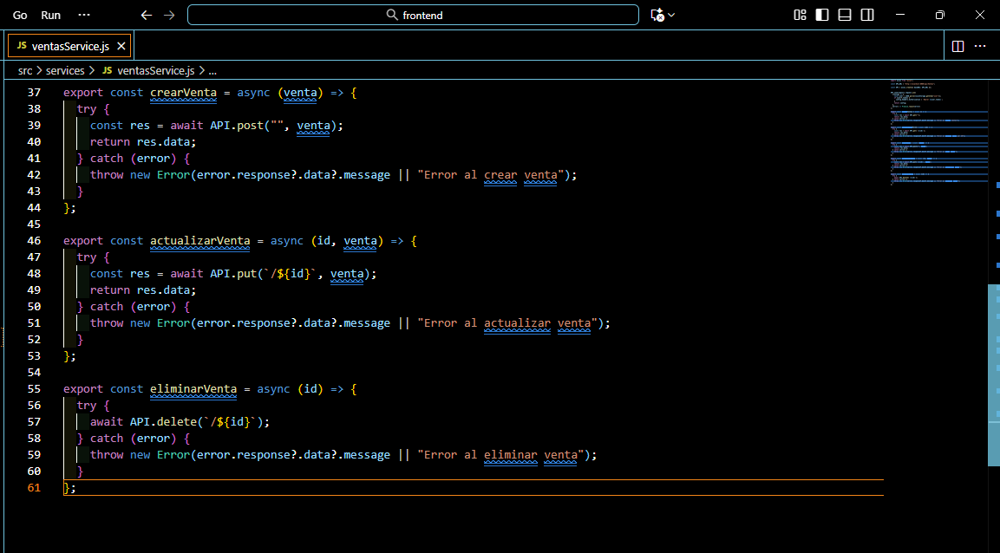 Go Run ···
frontend
JS ventasService.js
src > services > JS ventasService.js > ...
37 export const crearVenta = async (venta) => {
38 try {
39 const res = await API.post("", venta);
40 return res.data;
41 } catch (error) {
42 throw new Error(error.response?.data?.message || "Error al crear venta");
43 }
44 };
45
46 export const actualizarVenta = async (id, venta) => {
47 try {
48 const res = await API.put(`/${id}`, venta);
49 return res.data;
50 } catch (error) {
51 throw new Error(error.response?.data?.message || "Error al actualizar venta");
52 }
53 };
54
55 export const eliminarVenta = async (id) => {
56 try {
57 await API.delete(`/${id}`);
58 } catch (error) {
59 throw new Error(error.response?.data?.message || "Error al eliminar venta");
60 }
61 };